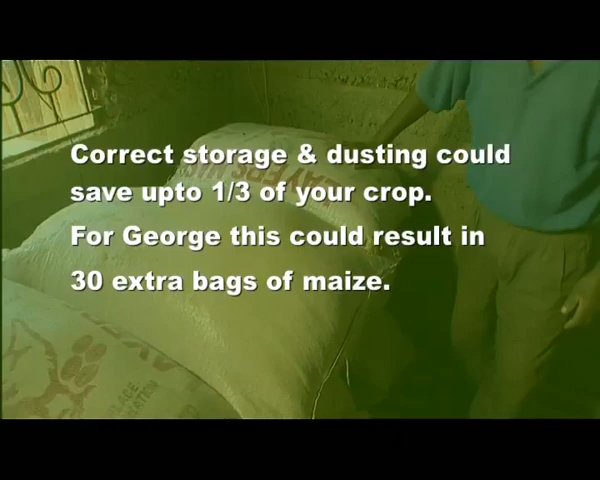 Correct storage & dusting could
save upto 1/3 of your crop.
For George this could result in
30 extra bags of maize.
LAYERS